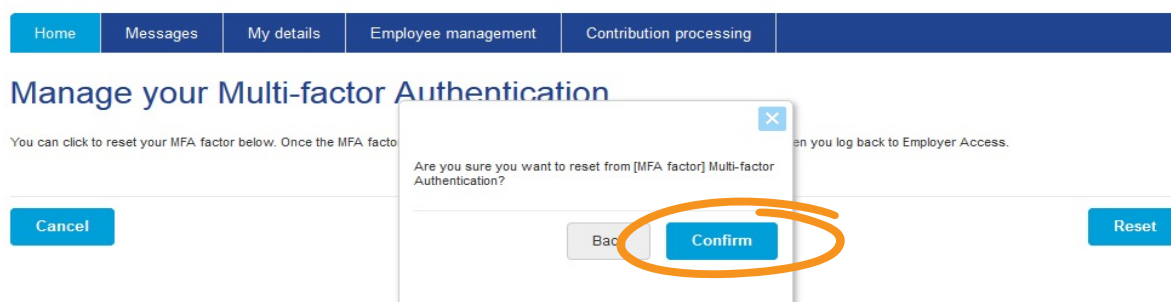 Home Messages My details Employee management Contribution processing
Manage your Multi-factor Authentication
You can click to reset your MFA factor below. Once the MFA facto en you log back to Employer Access.
Are you sure you want to reset from [MFA factor] Multi-factor
Authentication?
Cancel Back Confirm Reset